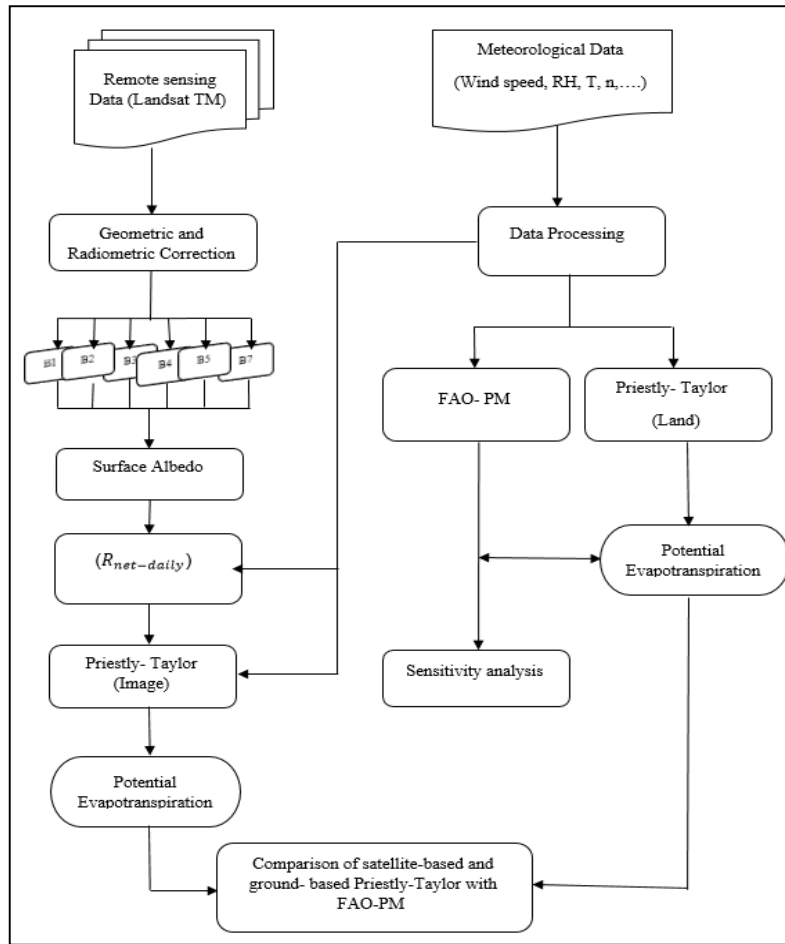 Remote sensing
Data (Landsat TM)
Meteorological Data
(Wind speed, RH, T, n,….)
Geometric and
Radiometric Correction
Data Processing
B1
B2
B3
B4
B5
B7
FAO- PM
Priestly- Taylor
(Land)
Surface Albedo
(R_net−daily)
Potential
Evapotranspiration
Priestly- Taylor
(Image)
Sensitivity analysis
Potential
Evapotranspiration
Comparison of satellite-based and
ground- based Priestly-Taylor with
FAO-PM